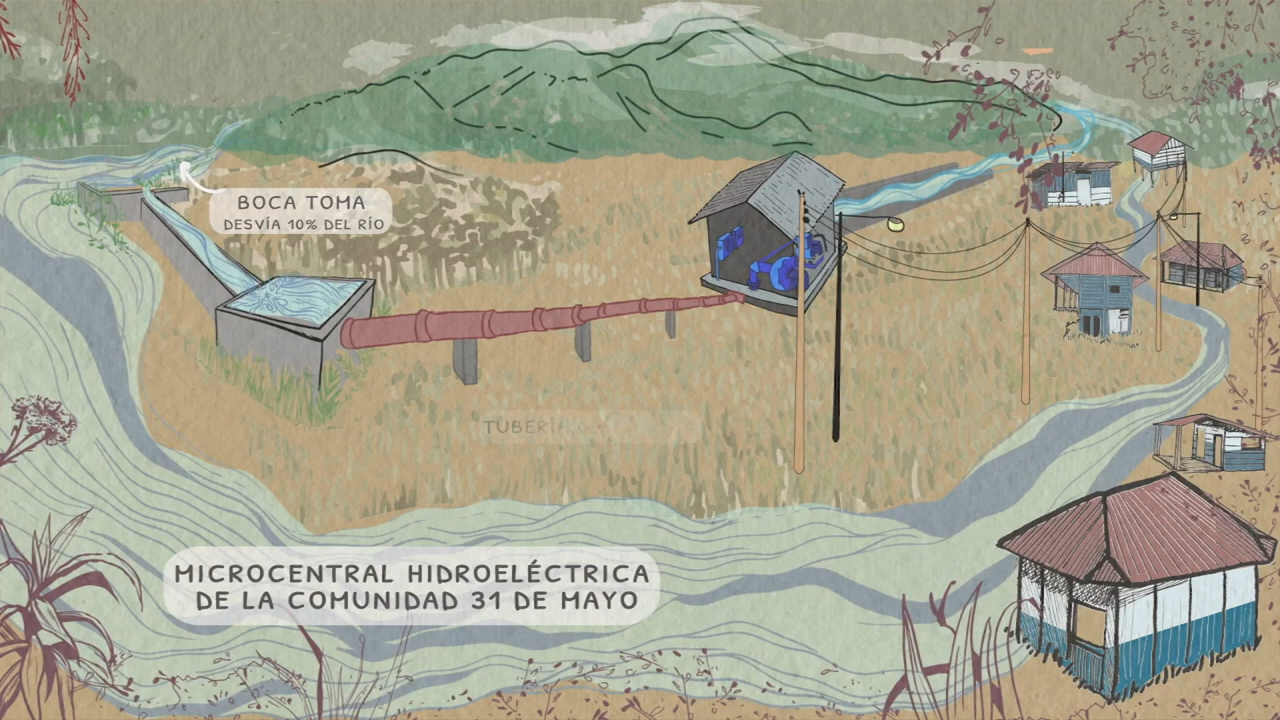 BOCA TOMA
DESVÍA 10% DEL RÍO
MICROCENTRAL HIDROELÉCTRICA
DE LA COMUNIDAD 31 DE MAYO